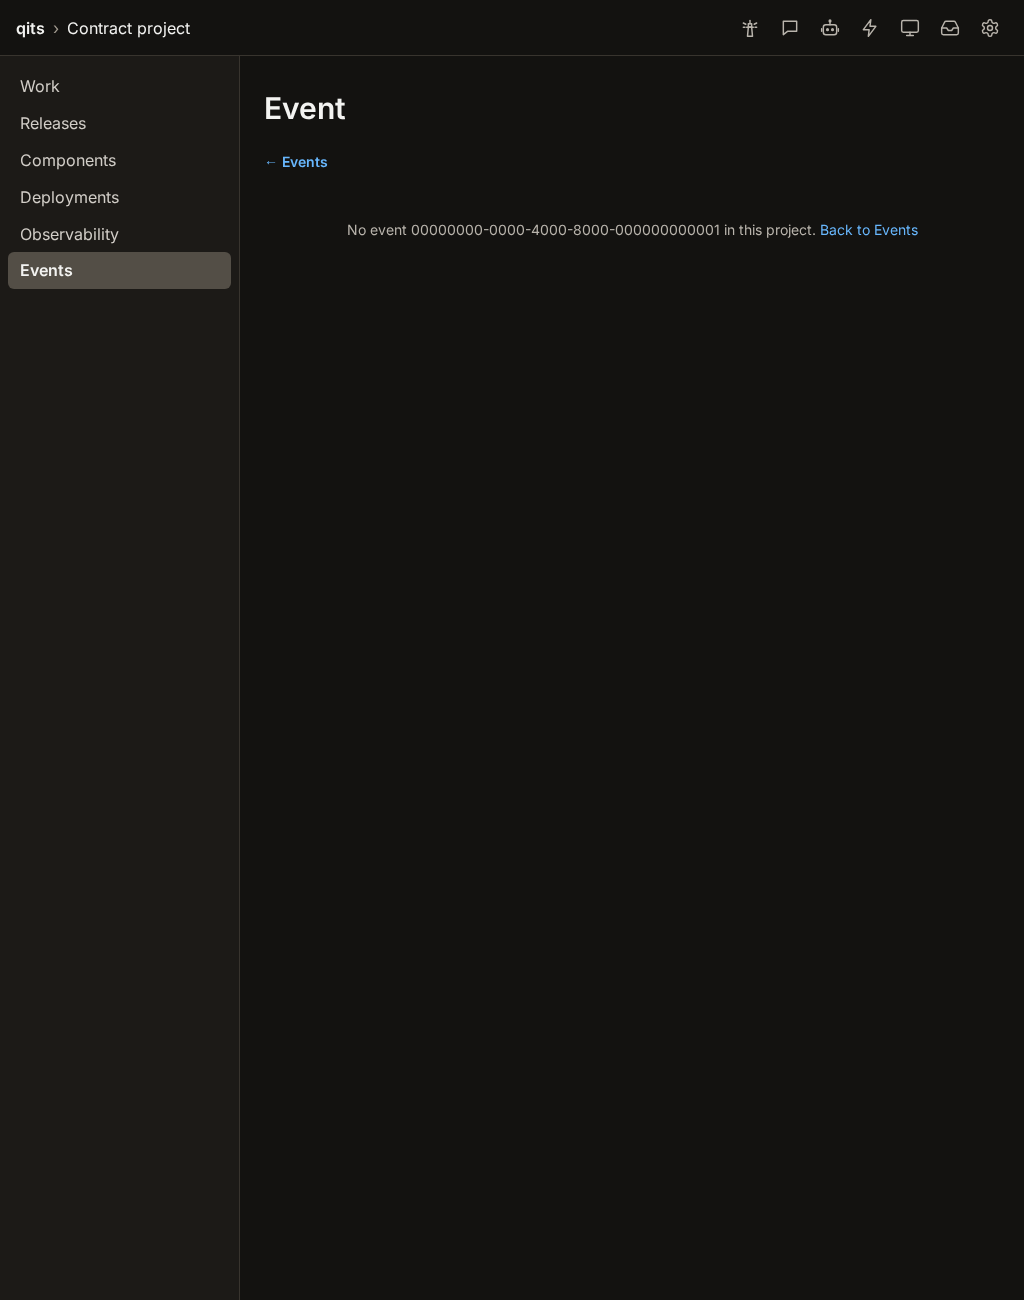 qits › Contract project
Work
Releases
Components
Deployments
Observability
Events
Event
← Events
No event 00000000-0000-4000-8000-000000000001 in this project. Back to Events